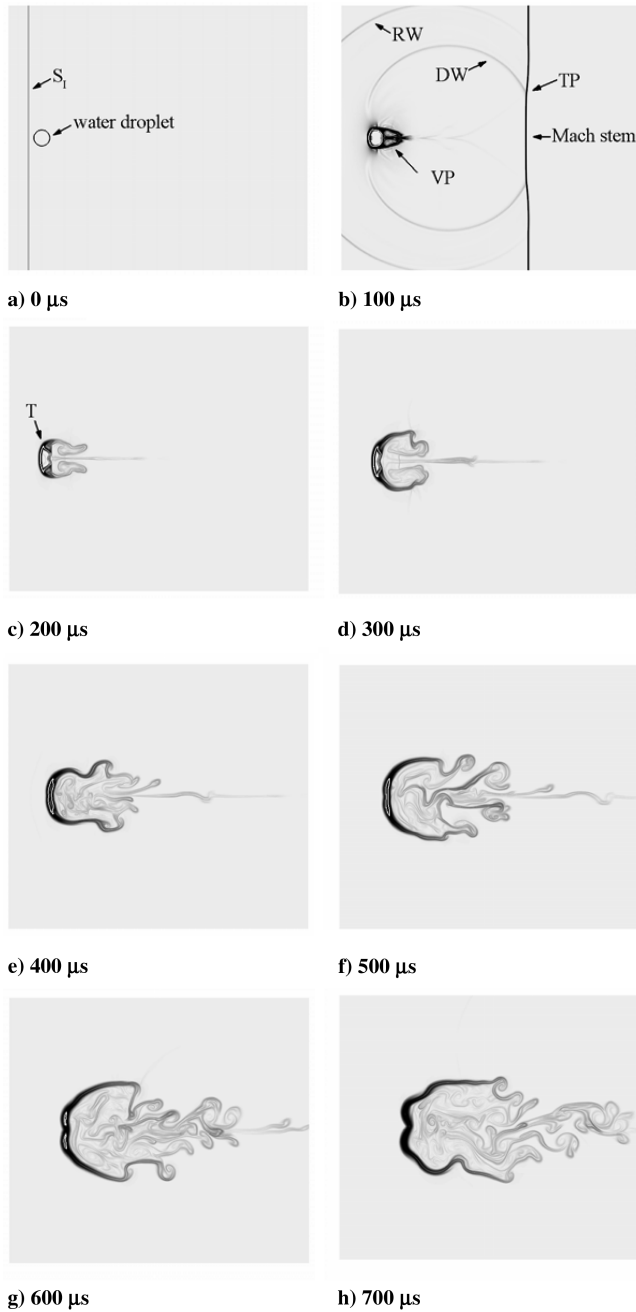 S_I
water droplet
a) 0 μs
RW
DW
TP
Mach stem
VP
b) 100 μs
T
c) 200 μs
d) 300 μs
e) 400 μs
f) 500 μs
g) 600 μs
h) 700 μs